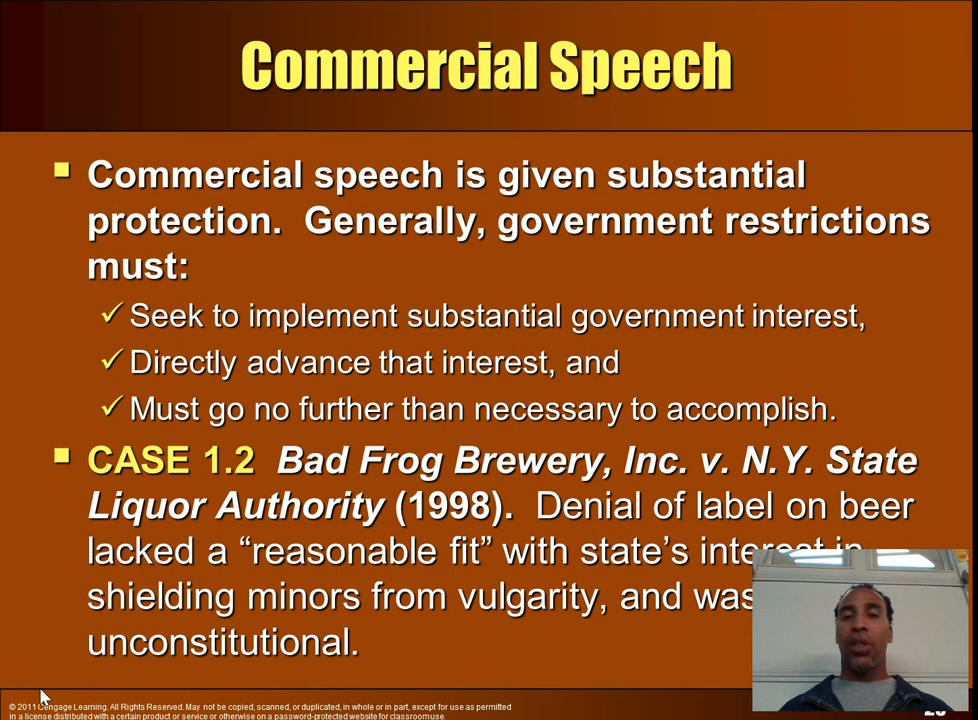 Commercial Speech
Commercial speech is given substantial
protection. Generally, government restrictions
must:
Seek to implement substantial government interest,
Directly advance that interest, and
Must go no further than necessary to accomplish.
CASE 1.2 Bad Frog Brewery, Inc. v. N.Y. State
Liquor Authority (1998). Denial of label on beer
lacked a “reasonable fit” with state’s interest in
shielding minors from vulgarity, and was
unconstitutional.
© 2011 Cengage Learning. All Rights Reserved. May not be copied, scanned, or duplicated, in whole or in part, except for use as permitted
in a license distributed with a certain product or service or otherwise on a password-protected website for classroom use.